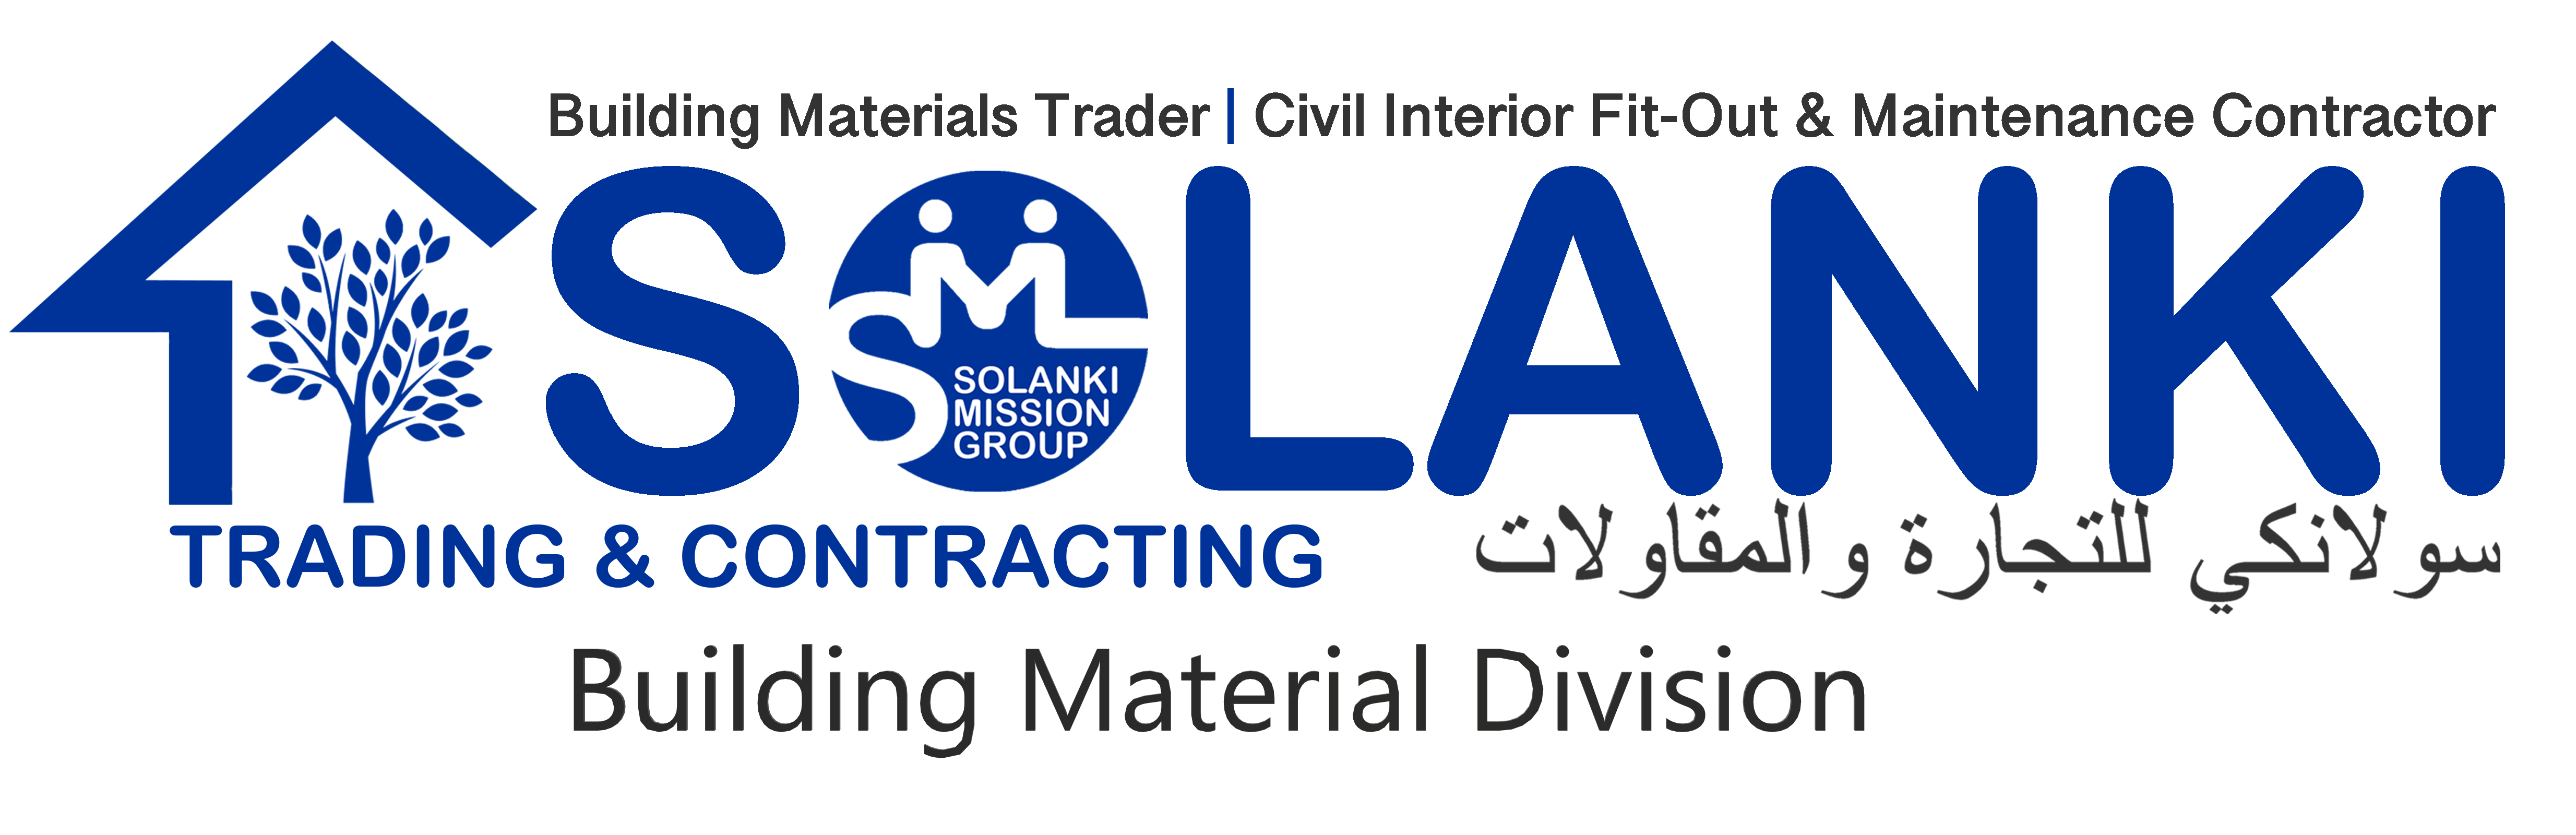 Building Materials Trader | Civil Interior Fit-Out & Maintenance Contractor
SOLANKI
SML
SOLANKI
MISSION
GROUP
TRADING & CONTRACTING
سولانكي للتجارة والمقاولات
Building Material Division